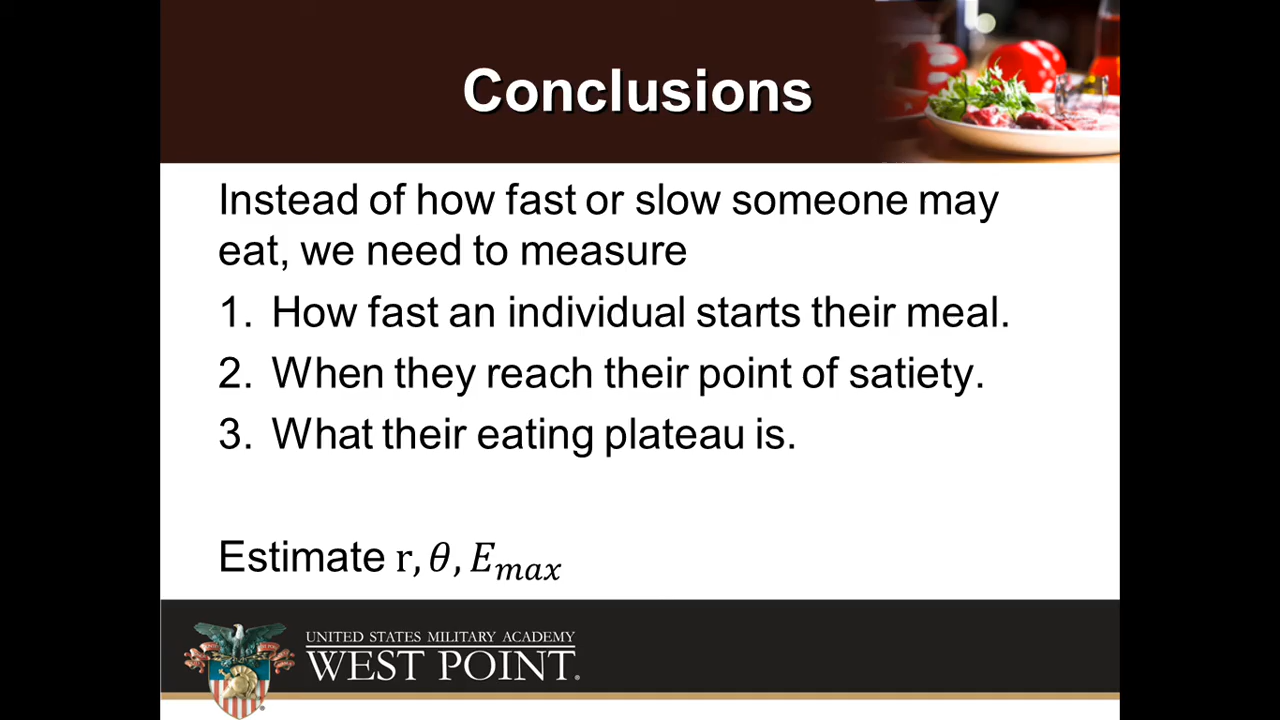 Conclusions
Instead of how fast or slow someone may
eat, we need to measure
1. How fast an individual starts their meal.
2. When they reach their point of satiety.
3. What their eating plateau is.
Estimate r, θ, E_max
UNITED STATES MILITARY ACADEMY
WEST POINT®